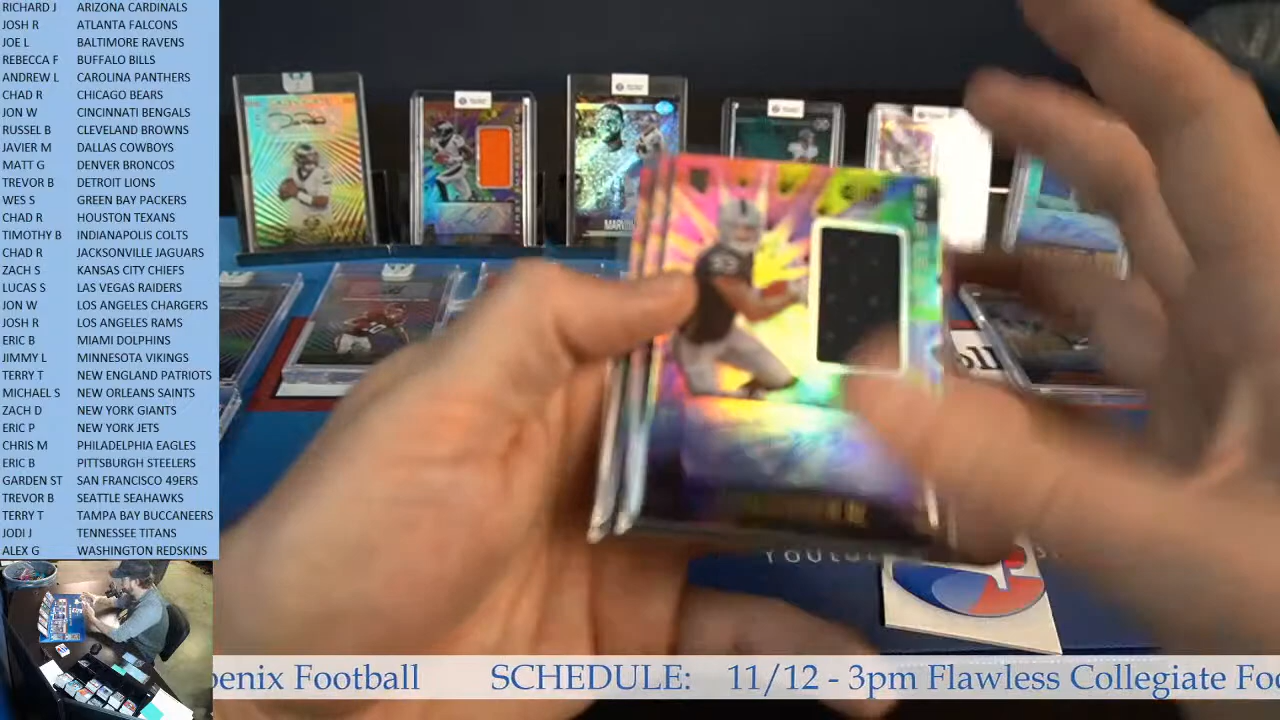 RICHARD J ARIZONA CARDINALS
JOSH R ATLANTA FALCONS
JOE L BALTIMORE RAVENS
REBECCA F BUFFALO BILLS
ANDREW L CAROLINA PANTHERS
CHAD R CHICAGO BEARS
JON W CINCINNATI BENGALS
RUSSEL B CLEVELAND BROWNS
JAVIER M DALLAS COWBOYS
MATT G DENVER BRONCOS
TREVOR B DETROIT LIONS
WES S GREEN BAY PACKERS
CHAD R HOUSTON TEXANS
TIMOTHY B INDIANAPOLIS COLTS
CHAD R JACKSONVILLE JAGUARS
ZACH S KANSAS CITY CHIEFS
LUCAS S LAS VEGAS RAIDERS
JON W LOS ANGELES CHARGERS
JOSH R LOS ANGELES RAMS
ERIC B MIAMI DOLPHINS
JIMMY L MINNESOTA VIKINGS
TERRY T NEW ENGLAND PATRIOTS
MICHAEL S NEW ORLEANS SAINTS
ZACH D NEW YORK GIANTS
ERIC P NEW YORK JETS
CHRIS M PHILADELPHIA EAGLES
ERIC B PITTSBURGH STEELERS
GARDEN ST SAN FRANCISCO 49ERS
TREVOR B SEATTLE SEAHAWKS
TERRY T TAMPA BAY BUCCANEERS
JODI J TENNESSEE TITANS
ALEX G WASHINGTON REDSKINS
MARVIN
YOUTU
oenix Football SCHEDULE: 11/12 - 3pm Flawless Collegiate Foo